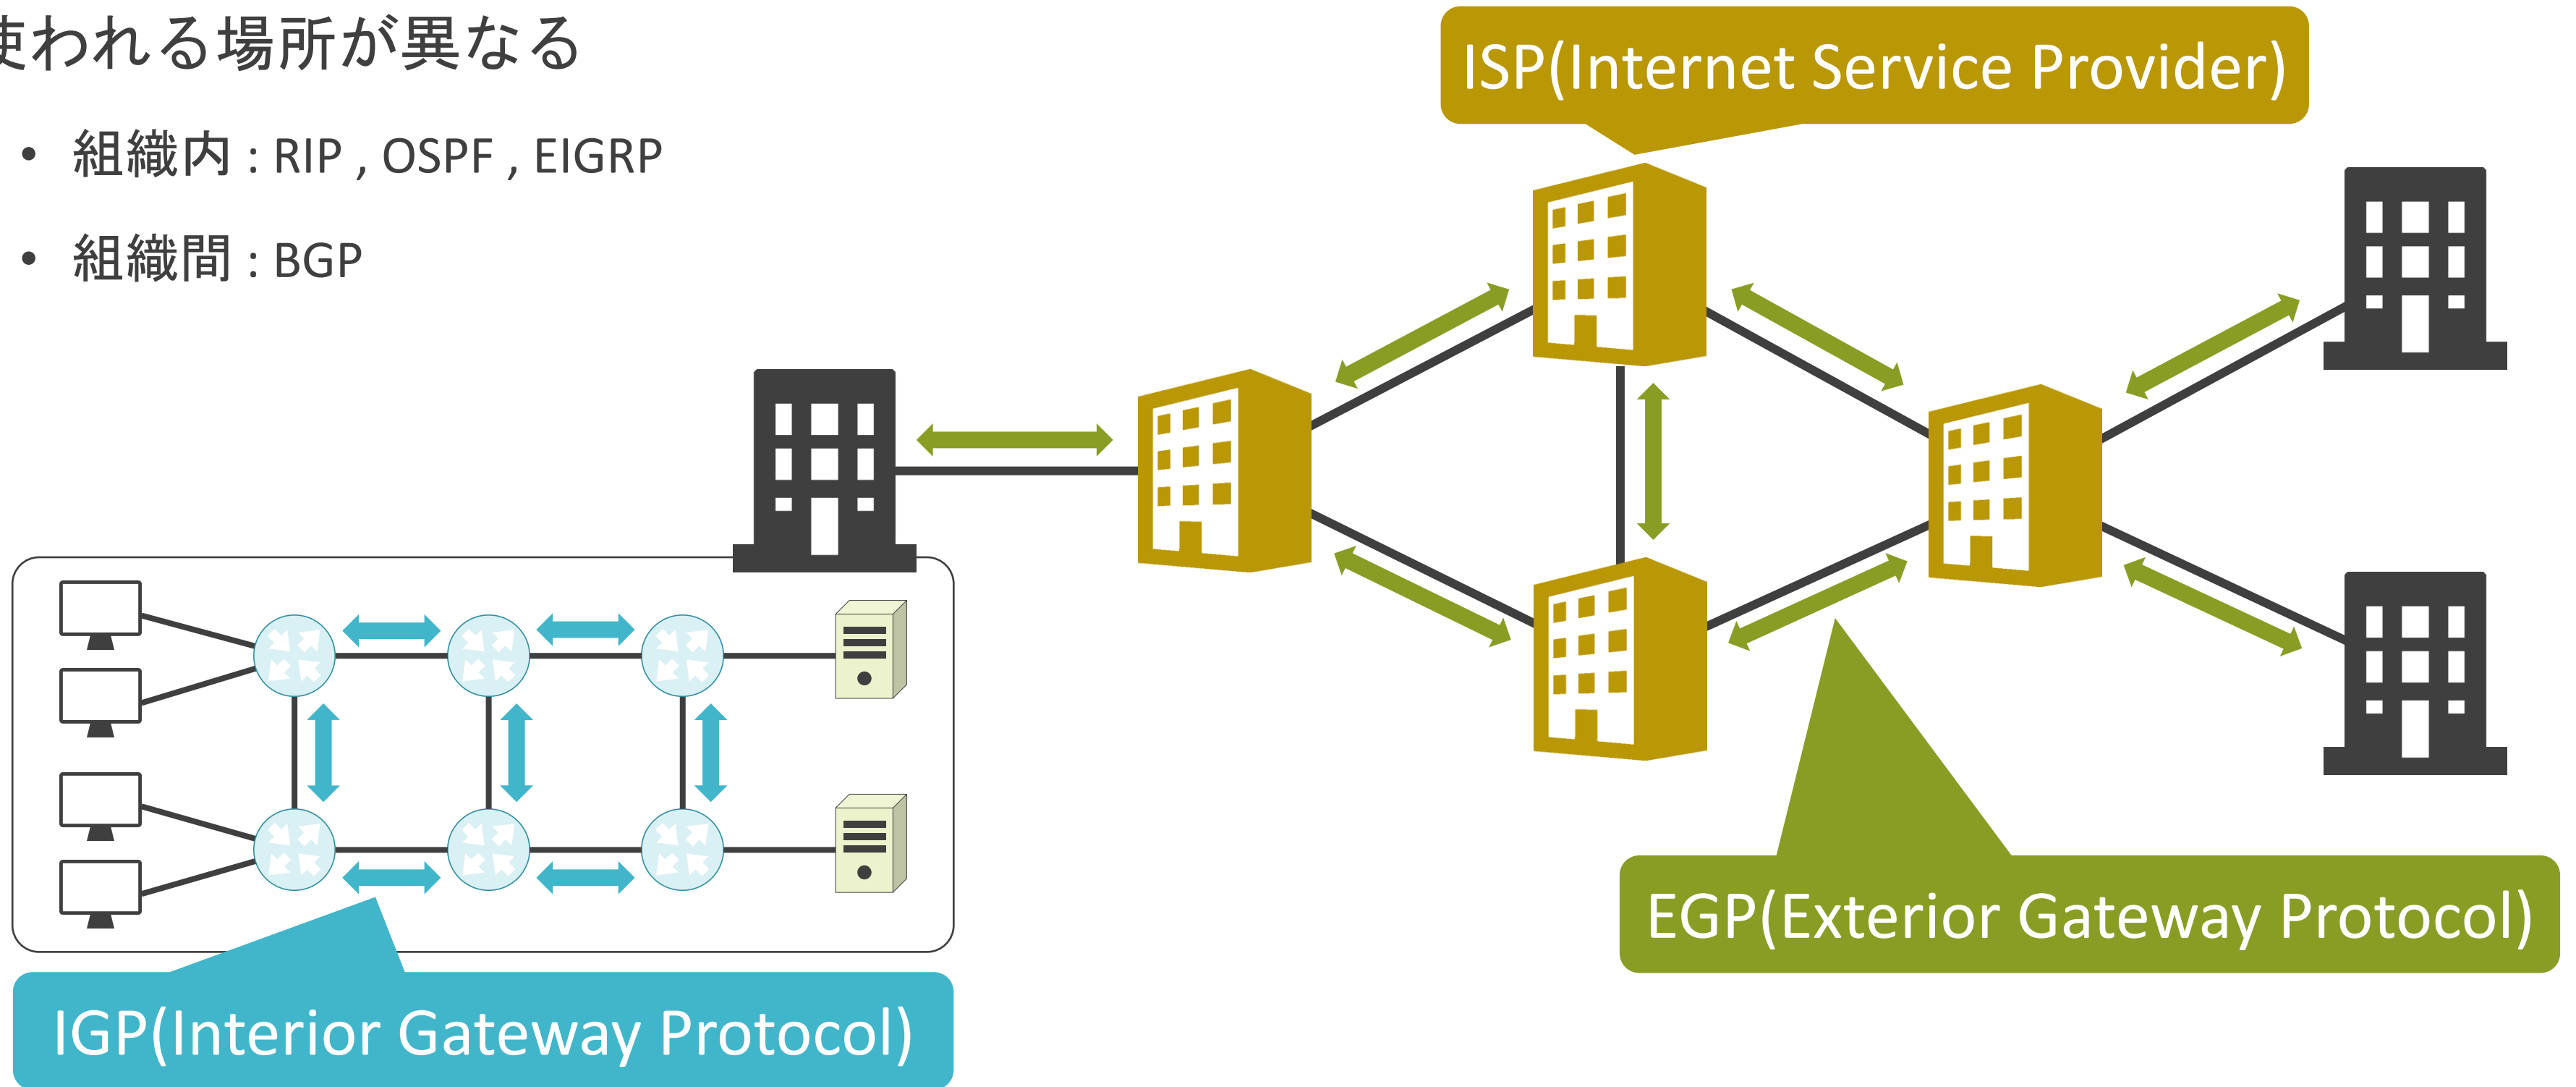 使われる場所が異なる
• 組織内 : RIP , OSPF , EIGRP
• 組織間 : BGP
ISP(Internet Service Provider)
EGP(Exterior Gateway Protocol)
IGP(Interior Gateway Protocol)